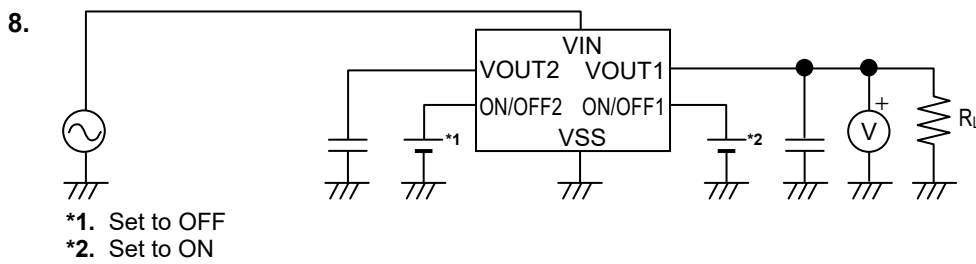 8.
VIN
VOUT2 VOUT1
ON/OFF2 ON/OFF1
*1 *2
+
V
RL
VSS
*1. Set to OFF
*2. Set to ON